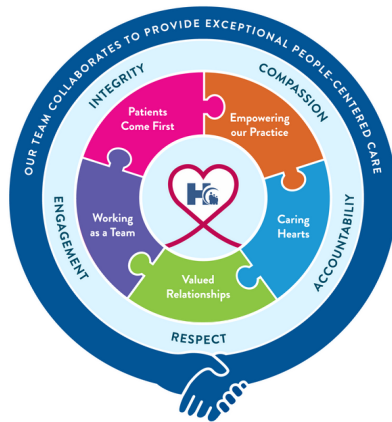 OUR TEAM COLLABORATES TO PROVIDE EXCEPTIONAL PEOPLE-CENTERED CARE
INTEGRITY
COMPASSION
ACCOUNTABILIY
RESPECT
ENGAGEMENT
Patients
Come First
Empowering
our Practice
Caring
Hearts
Valued
Relationships
Working
as a Team
H